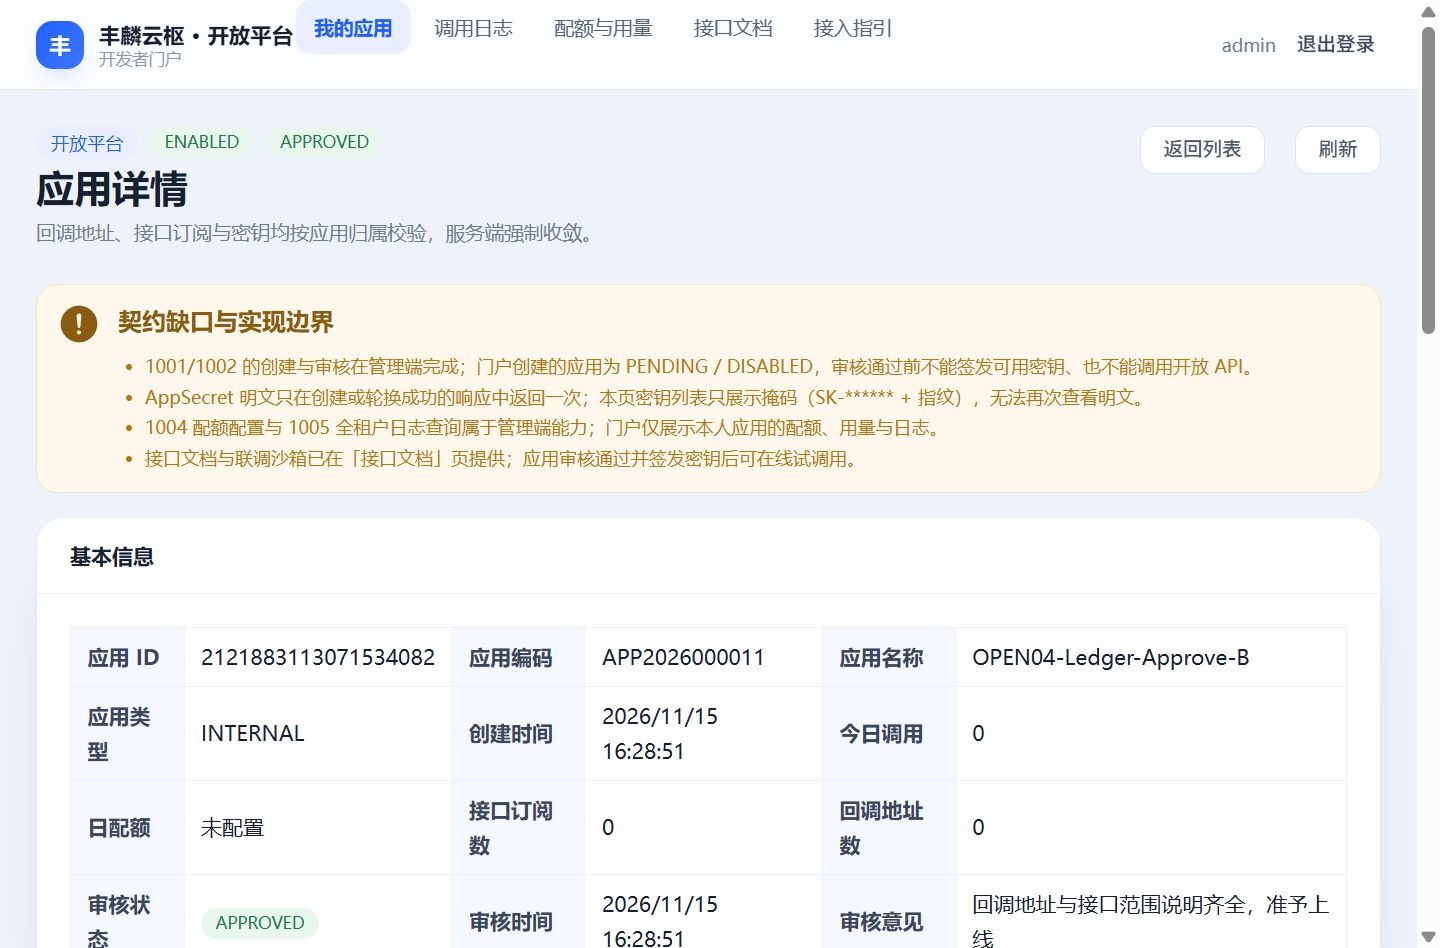 丰
丰麟云枢·开放平台
开发者门户
我的应用
调用日志
配额与用量
接口文档
接入指引
admin
退出登录
开放平台
ENABLED
APPROVED
返回列表
刷新
应用详情
回调地址、接口订阅与密钥均按应用归属校验，服务端强制收敛。
契约缺口与实现边界
• 1001/1002 的创建与审核在管理端完成；门户创建的应用为 PENDING / DISABLED，审核通过前不能签发可用密钥、也不能调用开放 API。
• AppSecret 明文只在创建或轮换成功的响应中返回一次；本页密钥列表只展示掩码（SK-****** + 指纹），无法再次查看明文。
• 1004 配额配置与 1005 全租户日志查询属于管理端能力；门户仅展示本人应用的配额、用量与日志。
• 接口文档与联调沙箱已在「接口文档」页提供；应用审核通过并签发密钥后可在线试调用。
基本信息
应用 ID
2121883113071534082
应用编码
APP2026000011
应用名称
OPEN04-Ledger-Approve-B
应用类
型
INTERNAL
创建时间
2026/11/15
16:28:51
今日调用
0
日配额
未配置
接口订阅
数
0
回调地址
数
0
审核状
态
APPROVED
审核时间
2026/11/15
16:28:51
审核意见
回调地址与接口范围说明齐全，准予上
线